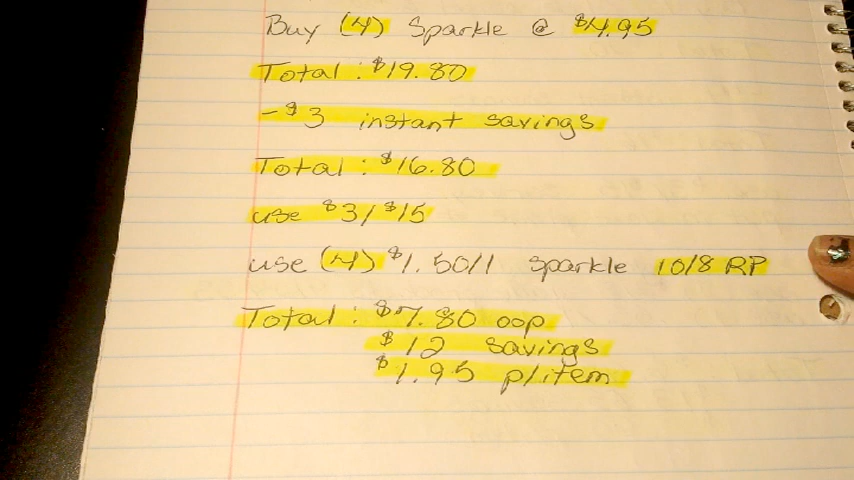 Buy (4) Sparkle @ $4.95
Total: $19.80
-$3 instant savings
Total: $16.80
use $3/$15
use (4) $1.50/1 Sparkle 10/8 RP
Total: $7.80 oop
$12 savings
$1.95 p/item